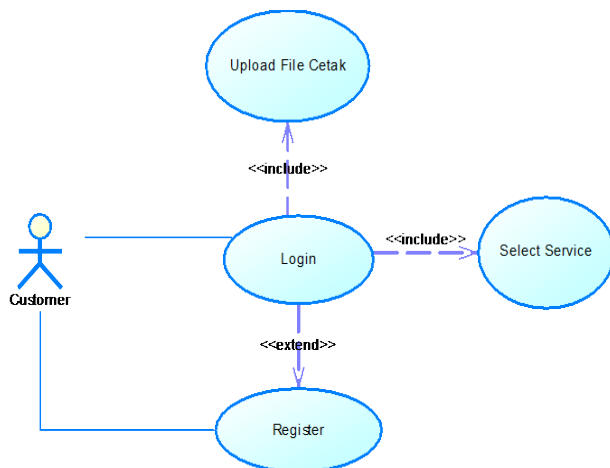 Upload File Cetak
<<include>>
<<include>>
Login
Select Service
Customer
<<extend>>
Register